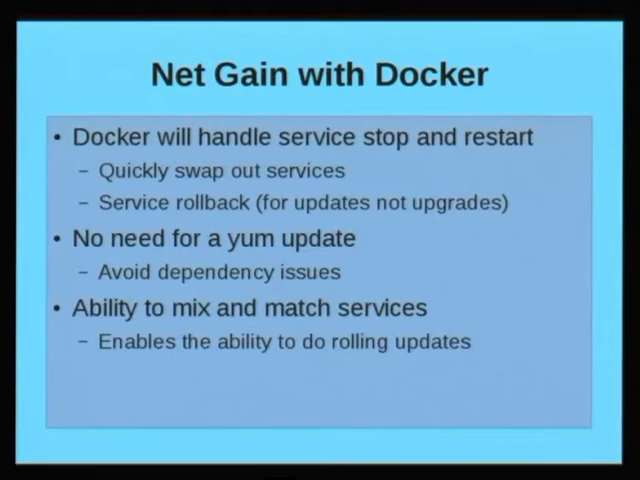 Net Gain with Docker
• Docker will handle service stop and restart
– Quickly swap out services
– Service rollback (for updates not upgrades)
• No need for a yum update
– Avoid dependency issues
• Ability to mix and match services
– Enables the ability to do rolling updates